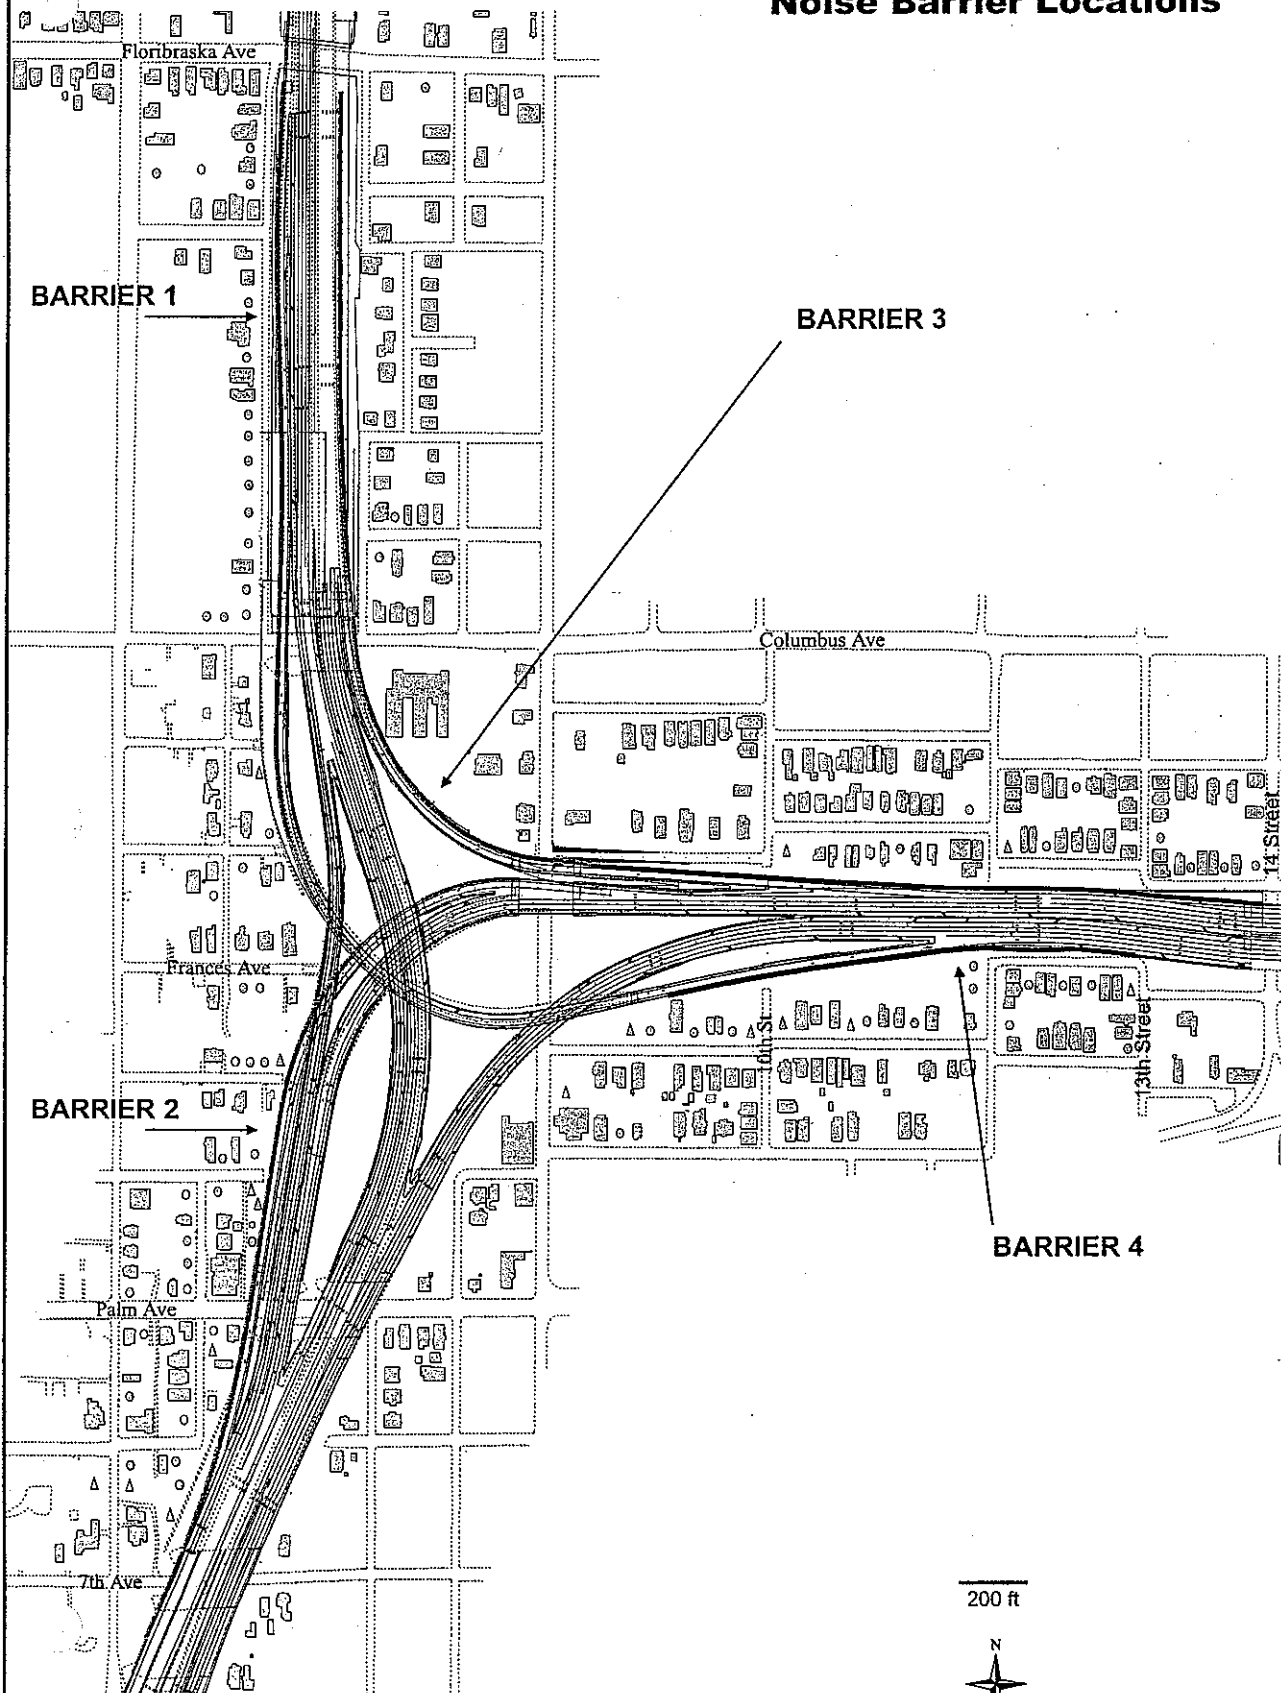 Noise Barrier Locations
Floribraska Ave
BARRIER 1
BARRIER 3
Columbus Ave
14 Street
Frances Ave
10th St
13th Street
BARRIER 2
BARRIER 4
Palm Ave
7th Ave
200 ft
N